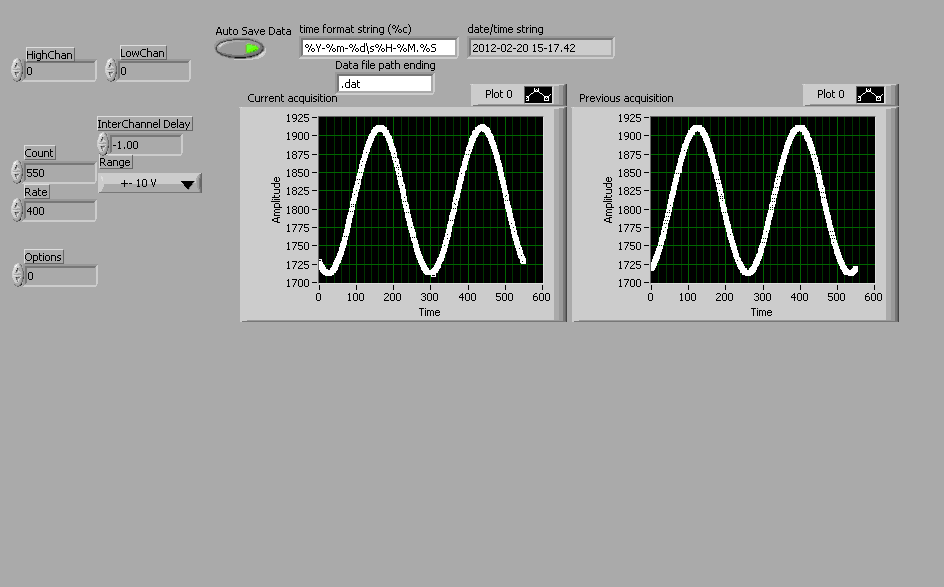 Auto Save Data
time format string (%c)
%Y-%m-%d\s%H-%M.%S
date/time string
2012-02-20 15-17.42
HighChan
0
LowChan
0
Data file path ending
.dat
InterChannel Delay
-1.00
Count
550
Range
+- 10 V
Rate
400
Options
0
Current acquisition
Plot 0
1925
1900
1875
1850
1825
1800
1775
1750
1725
1700
Amplitude
0 100 200 300 400 500 600
Time
Previous acquisition
Plot 0
1925
1900
1875
1850
1825
1800
1775
1750
1725
1700
Amplitude
0 100 200 300 400 500 600
Time